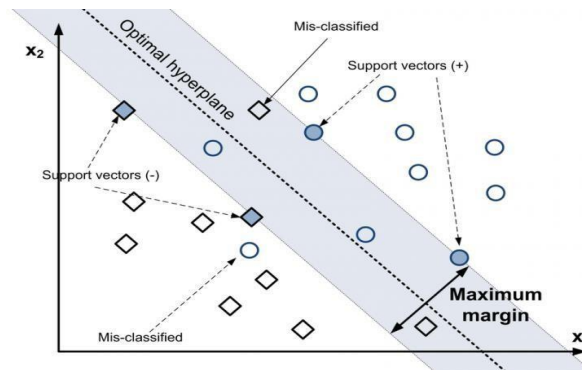 Mis-classified
Optimal hyperplane
x₂
Support vectors (+)
Support vectors (-)
Maximum
margin
Mis-classified
x